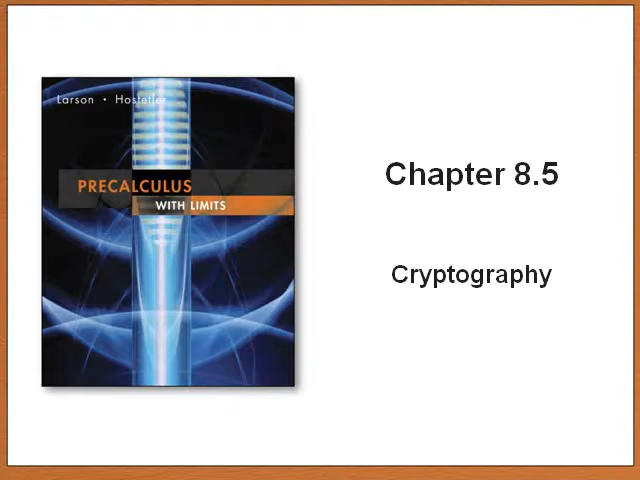 Larson • Hostetler
PRECALCULUS
WITH LIMITS
Chapter 8.5
Cryptography